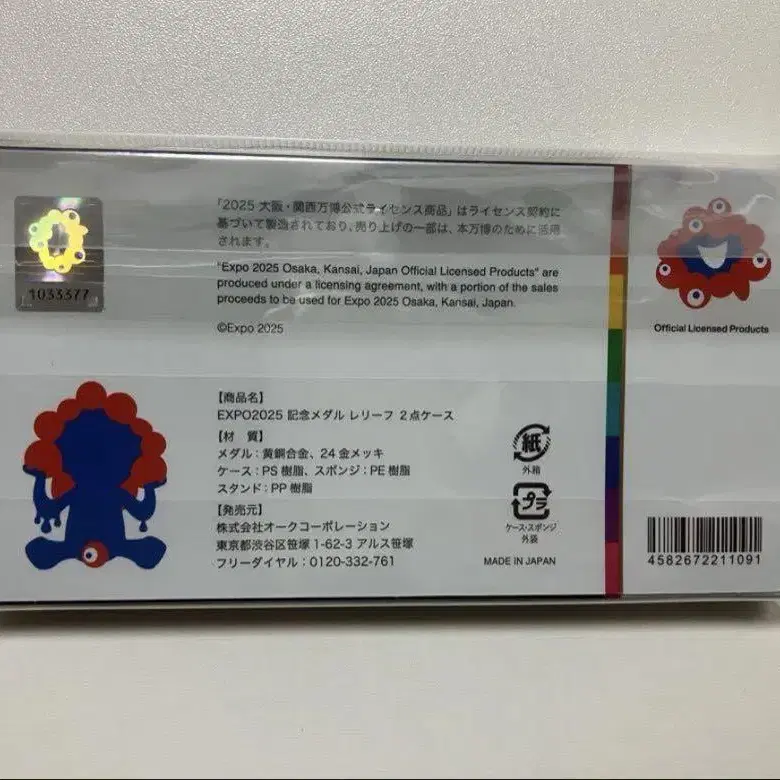 1033377
「2025 大阪・関西万博公式ライセンス商品」はライセンス契約に
基づいて製造されており、売り上げの一部は、本万博のために活用
されます。
"Expo 2025 Osaka, Kansai, Japan Official Licensed Products" are
produced under a licensing agreement, with a portion of the sales
proceeds to be used for Expo 2025 Osaka, Kansai, Japan.
©Expo 2025
Official Licensed Products
【商品名】
EXPO2025 記念メダル レリーフ 2点ケース
【材 質】
メダル:黄銅合金、24金メッキ
ケース:PS樹脂、スポンジ:PE樹脂
スタンド:PP樹脂
【発売元】
株式会社オークコーポレーション
東京都渋谷区笹塚1-62-3 アルス笹塚
フリーダイヤル:0120-332-761
紙
外箱
プラ
ケース・スポンジ
外袋
MADE IN JAPAN
4582672211091